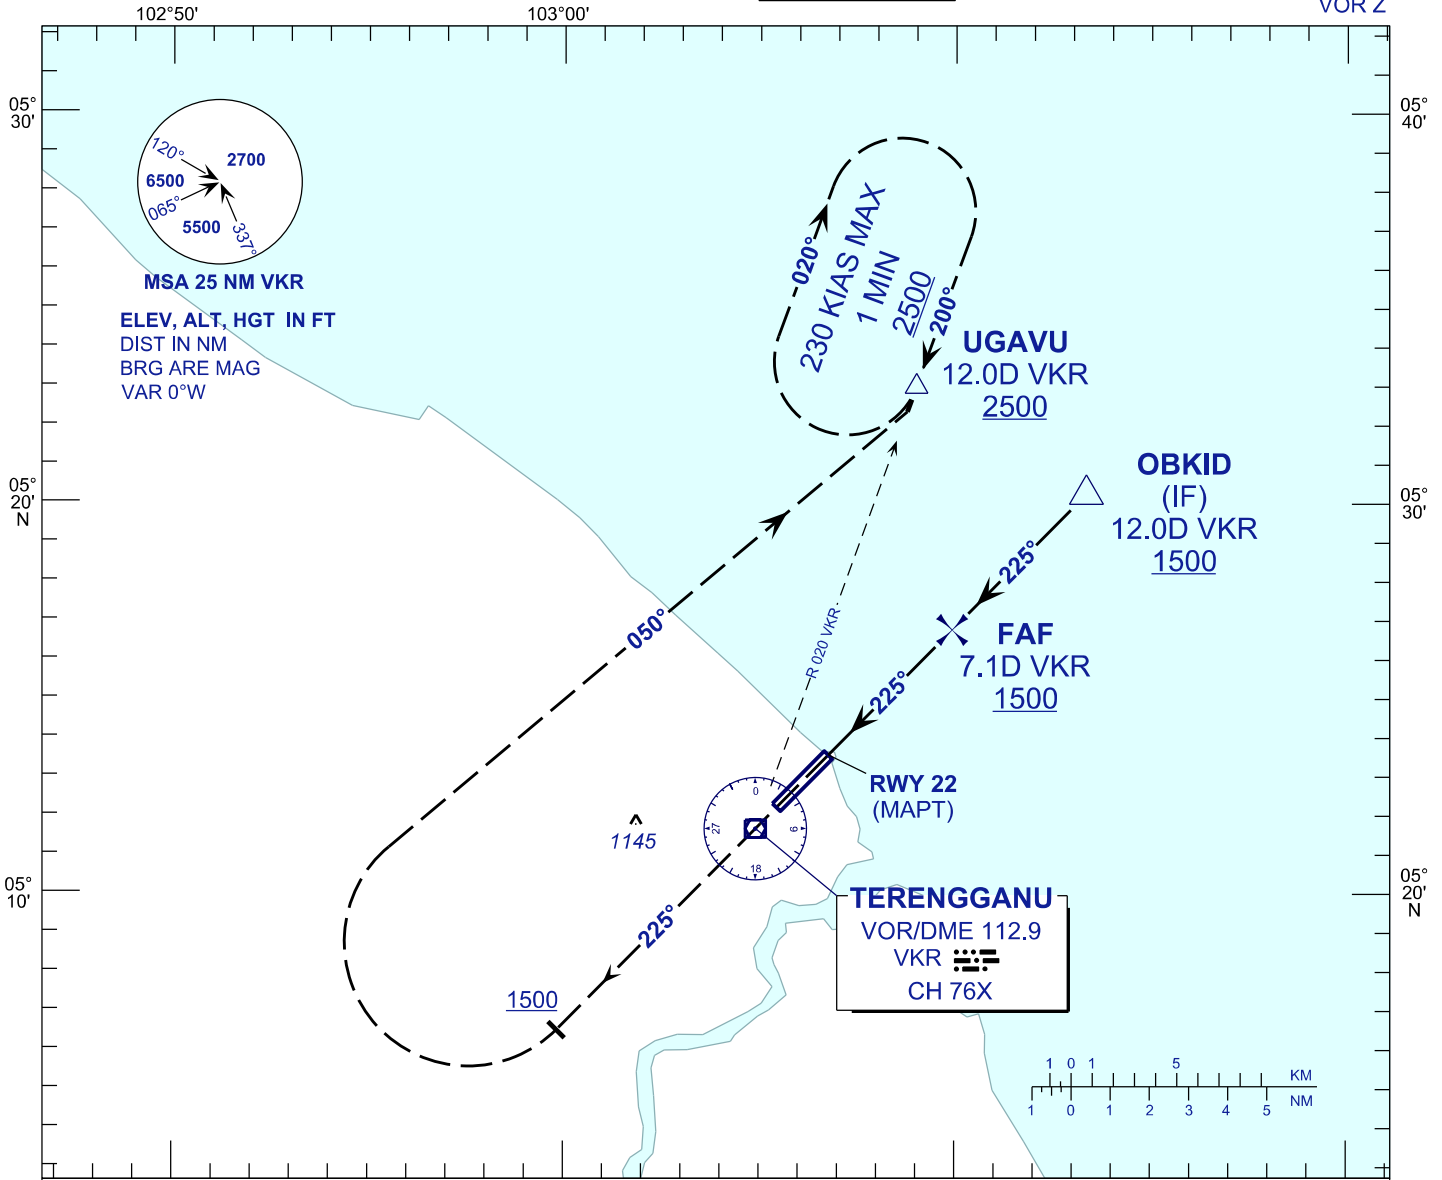 VOR Z
102°50'
103°00'
05°
30'
05°
40'
120°
2700
6500
065°
5500
337°
MSA 25 NM VKR
ELEV, ALT, HGT IN FT
DIST IN NM
BRG ARE MAG
VAR 0°W
020°
230 KIAS MAX
1 MIN
2500
200°
UGAVU
12.0D VKR
2500
OBKID
(IF)
12.0D VKR
1500
05°
20'
N
05°
30'
225°
FAF
7.1D VKR
1500
050°
R 020 VKR
225°
RWY 22
(MAPT)
0
27
9
18
1145
05°
10'
05°
20'
N
TERENGGANU
VOR/DME 112.9
VKR
CH 76X
225°
1500
1 0 1 5 KM
1 0 1 2 3 4 5 NM